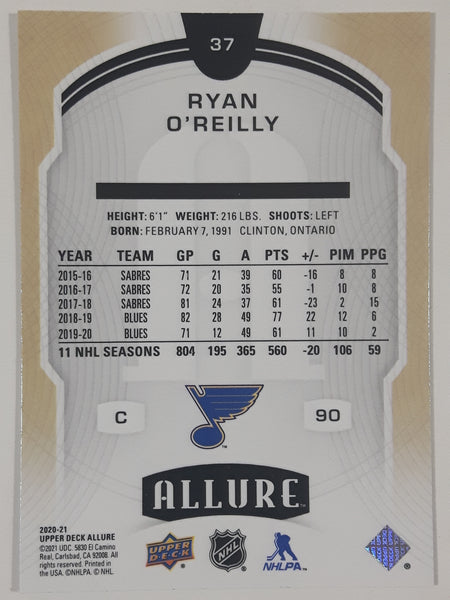 37
RYAN
O'REILLY
HEIGHT: 6'1" WEIGHT: 216 LBS. SHOOTS: LEFT
BORN: FEBRUARY 7, 1991 CLINTON, ONTARIO
YEAR TEAM GP G A PTS +/- PIM PPG
2015-16 SABRES 71 21 39 60 -16 8 8
2016-17 SABRES 72 20 35 55 -1 10 8
2017-18 SABRES 81 24 37 61 -23 2 15
2018-19 BLUES 82 28 49 77 22 12 6
2019-20 BLUES 71 12 49 61 11 10 2
11 NHL SEASONS 804 195 365 560 -20 106 59
C
90
™
ALLURE™
2020-21
UPPER DECK ALLURE
©2021 UDC. 5830 El Camino
Real, Carlsbad, CA 92008. All
Rights Reserved. Printed in the
USA. ©NHLPA. © NHL
UPPER DECK
NHL
NHLPA™
®